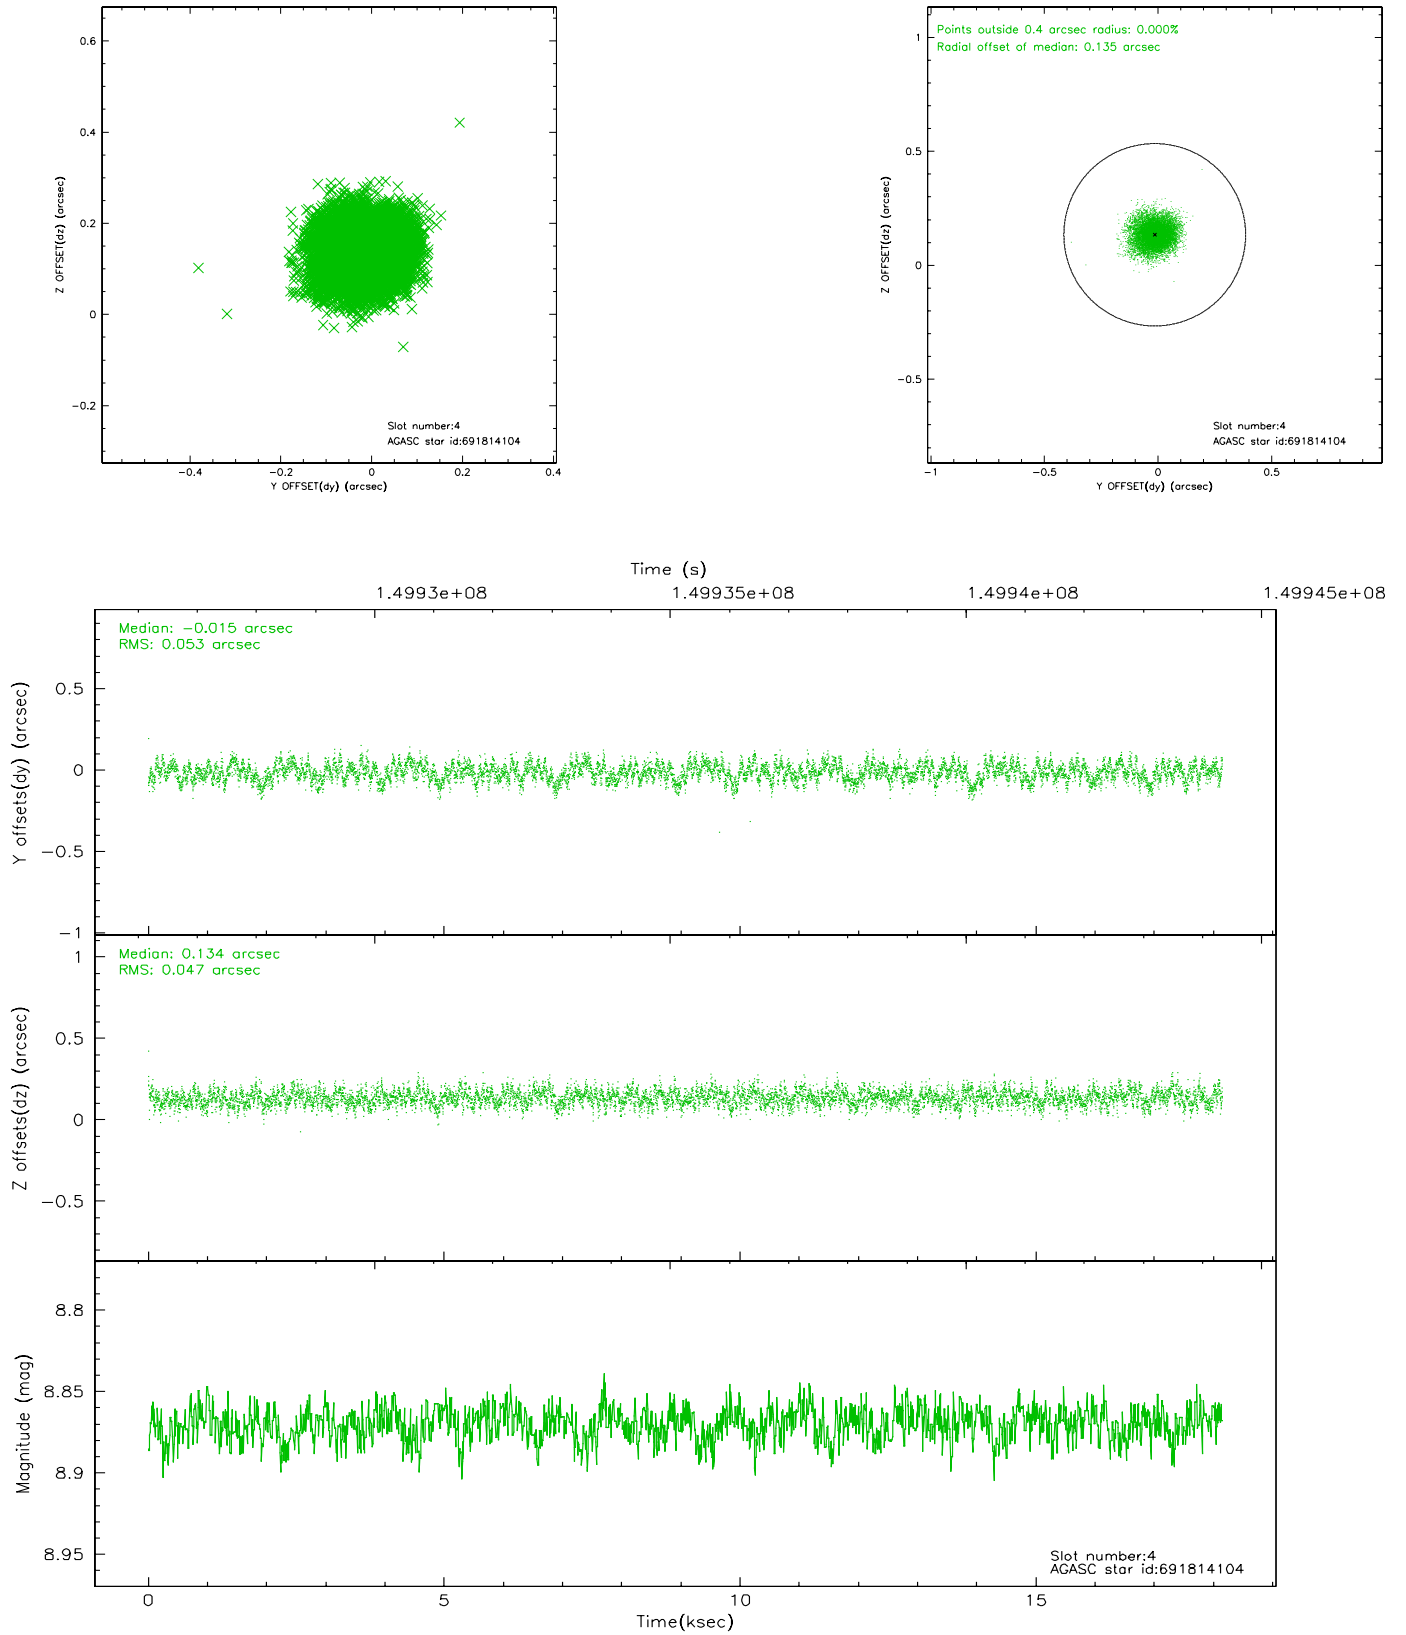 0.6
0.4
0.2
0
−0.2
Z OFFSET(dz) (arcsec)
Slot number:4
AGASC star id:691814104
−0.4 −0.2 0 0.2 0.4
Y OFFSET(dy) (arcsec)
Points outside 0.4 arcsec radius: 0.000%
Radial offset of median: 0.135 arcsec
1
0.5
0
−0.5
Z OFFSET(dz) (arcsec)
Slot number:4
AGASC star id:691814104
−1 −0.5 0 0.5
Y OFFSET(dy) (arcsec)
Time (s)
1.4993e+08 1.49935e+08 1.4994e+08 1.49945e+08
Median: −0.015 arcsec
RMS: 0.053 arcsec
0.5
0
−0.5
−1
Y offsets(dy) (arcsec)
Median: 0.134 arcsec
RMS: 0.047 arcsec
1
0.5
0
−0.5
Z offsets(dz) (arcsec)
8.8
8.85
8.9
8.95
Magnitude (mag)
Slot number:4
AGASC star id:691814104
0 5 10 15
Time(ksec)